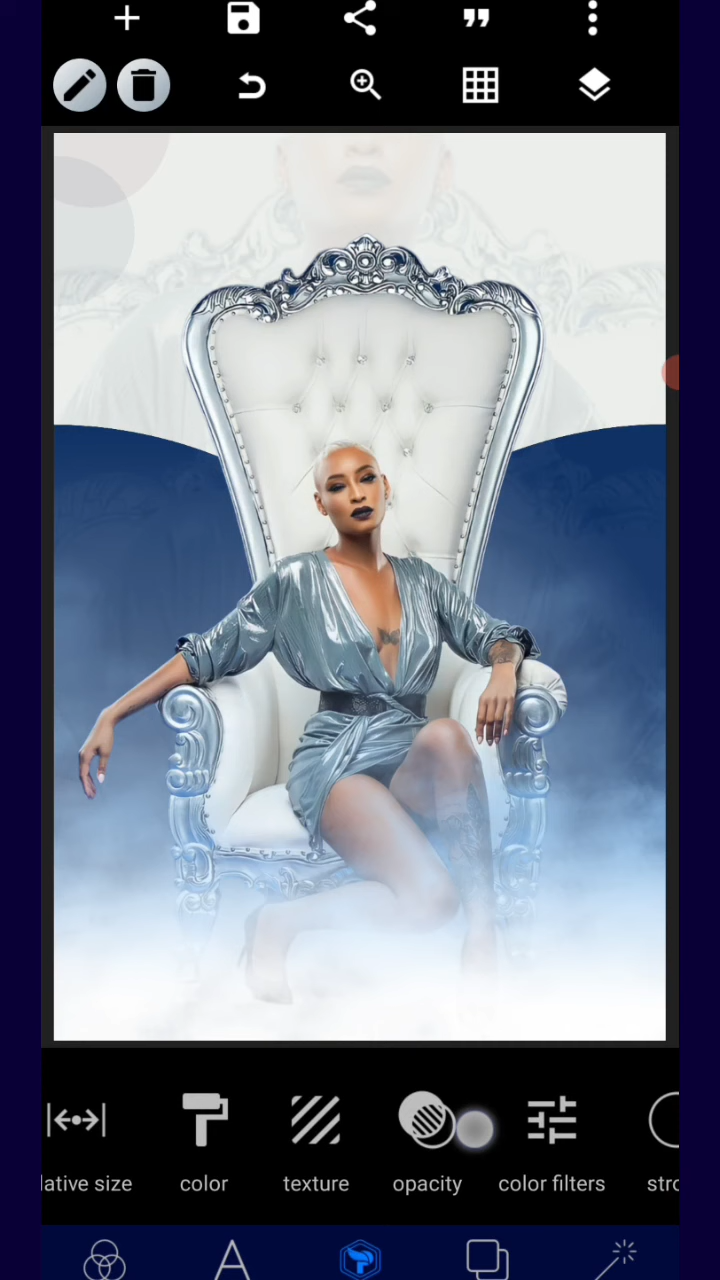 lative size
color
texture
opacity
color filters
stro